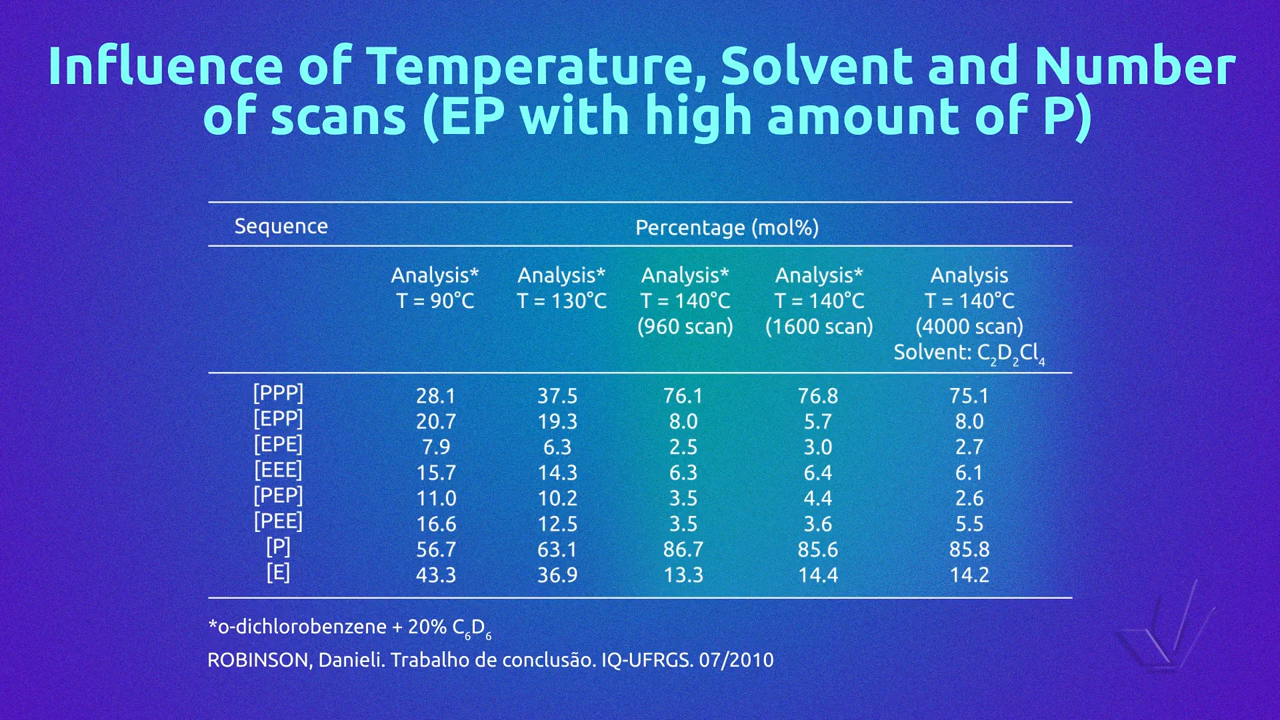 Influence of Temperature, Solvent and Number
of scans (EP with high amount of P)
Sequence Percentage (mol%)
Analysis* Analysis* Analysis* Analysis* Analysis
T = 90°C T = 130°C T = 140°C T = 140°C T = 140°C
(960 scan) (1600 scan) (4000 scan)
Solvent: C₂D₂Cl₄
[PPP] 28.1 37.5 76.1 76.8 75.1
[EPP] 20.7 19.3 8.0 5.7 8.0
[EPE] 7.9 6.3 2.5 3.0 2.7
[EEE] 15.7 14.3 6.3 6.4 6.1
[PEP] 11.0 10.2 3.5 4.4 2.6
[PEE] 16.6 12.5 3.5 3.6 5.5
[P] 56.7 63.1 86.7 85.6 85.8
[E] 43.3 36.9 13.3 14.4 14.2
*o-dichlorobenzene + 20% C₆D₆
ROBINSON, Danieli. Trabalho de conclusão. IQ-UFRGS. 07/2010